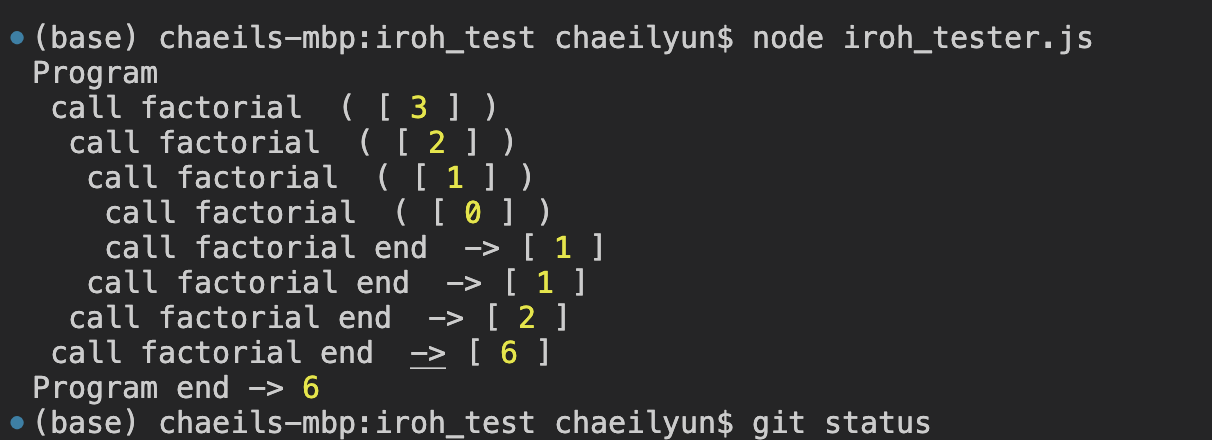 (base) chaeils-mbp:iroh_test chaeilyun$ node iroh_tester.js
Program
 call factorial  ( [ 3 ] )
  call factorial  ( [ 2 ] )
   call factorial  ( [ 1 ] )
    call factorial  ( [ 0 ] )
    call factorial end  -> [ 1 ]
   call factorial end  -> [ 1 ]
  call factorial end  -> [ 2 ]
 call factorial end  -> [ 6 ]
Program end -> 6
(base) chaeils-mbp:iroh_test chaeilyun$ git status